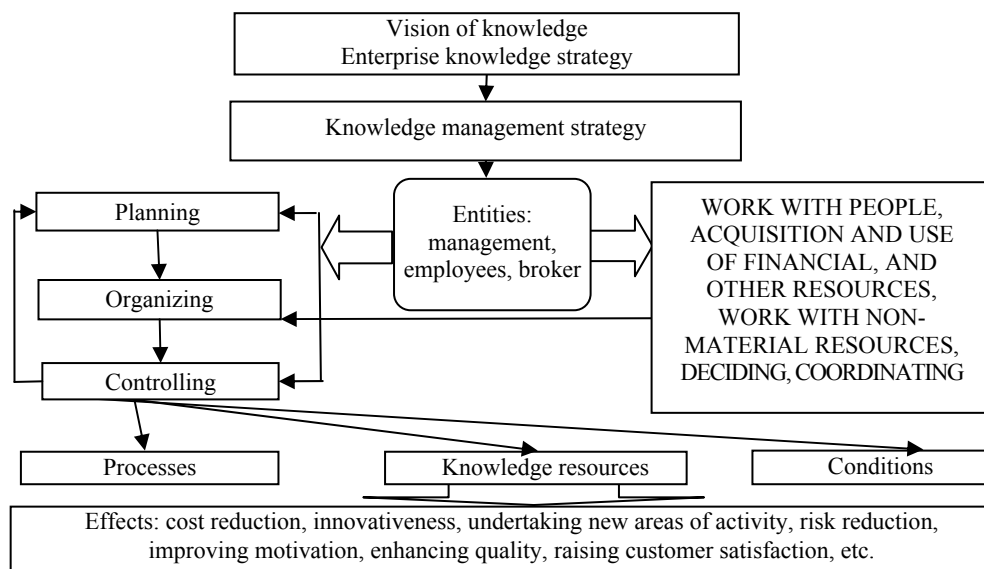 Vision of knowledge
Enterprise knowledge strategy
Knowledge management strategy
Planning
Organizing
Controlling
Entities:
management,
employees, broker
WORK WITH PEOPLE,
ACQUISITION AND USE
OF FINANCIAL, AND
OTHER RESOURCES,
WORK WITH NON-
MATERIAL RESOURCES,
DECIDING, COORDINATING
Processes
Knowledge resources
Conditions
Effects: cost reduction, innovativeness, undertaking new areas of activity, risk reduction,
improving motivation, enhancing quality, raising customer satisfaction, etc.